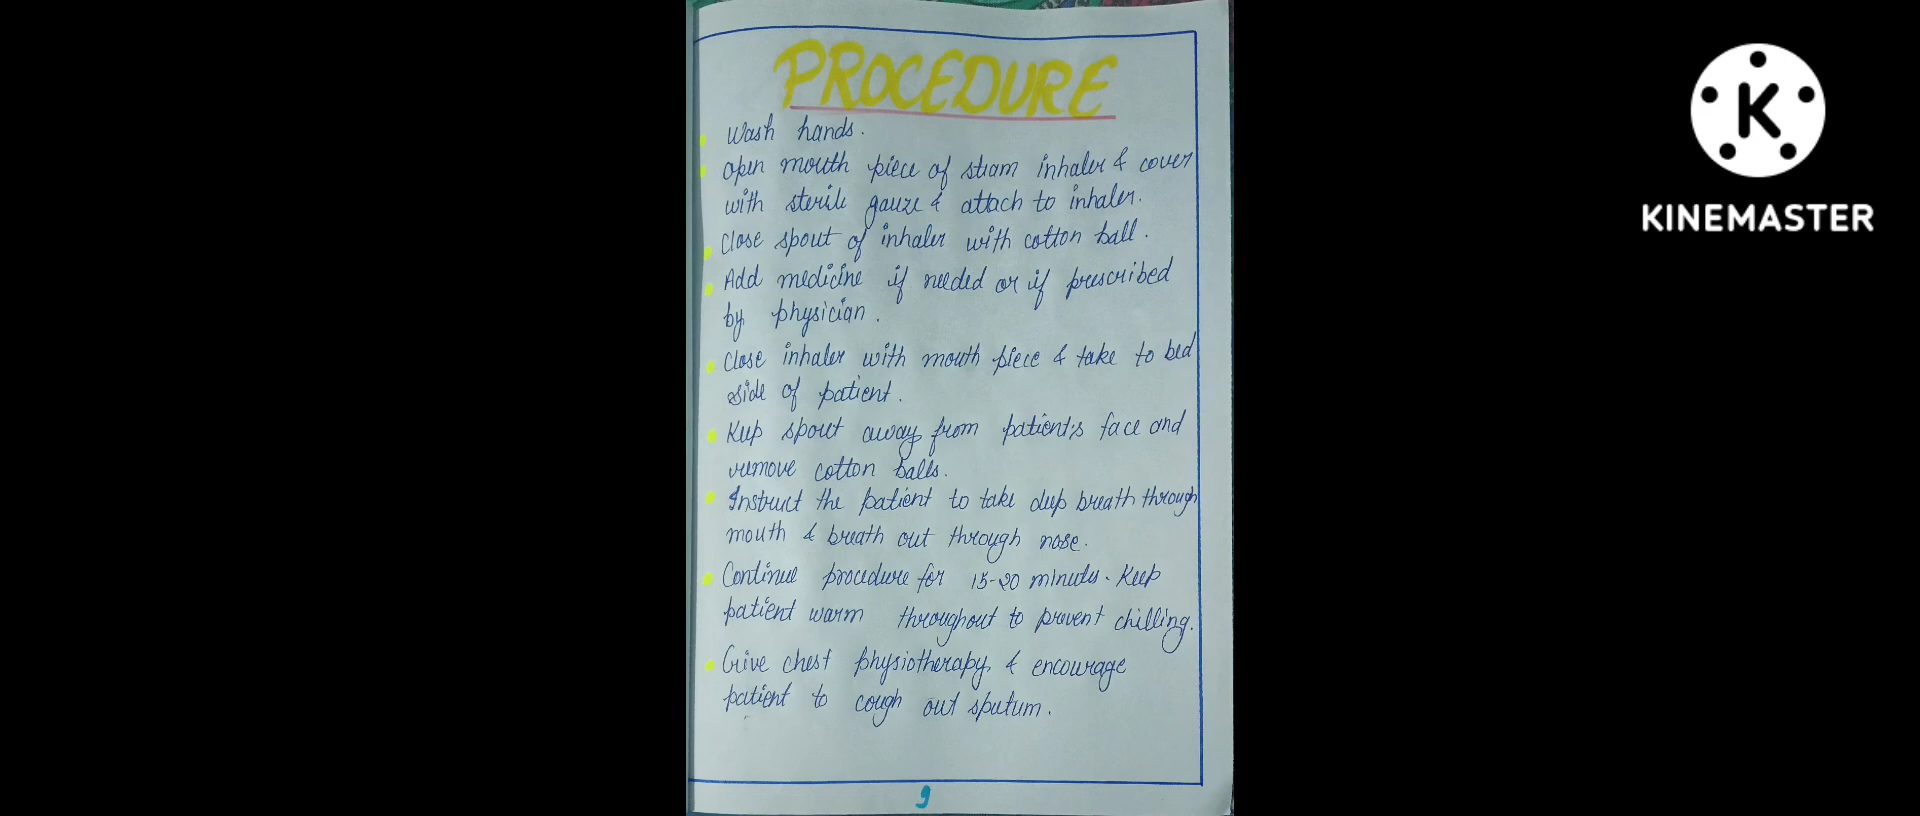 PROCEDURE
Wash hands.
Open mouth piece of steam inhaler & cover
with sterile gauze & attach to inhaler.
Close spout of inhaler with cotton ball.
Add medicine if needed or if prescribed
by physician.
Close inhaler with mouth piece & take to bed
side of patient.
Keep spout away from patient's face and
remove cotton balls.
Instruct the patient to take deep breath through
mouth & breath out through nose.
Continue procedure for 15-20 minutes. Keep
patient warm throughout to prevent chilling.
Give chest physiotherapy & encourage
patient to cough out sputum.
9
K
KINEMASTER